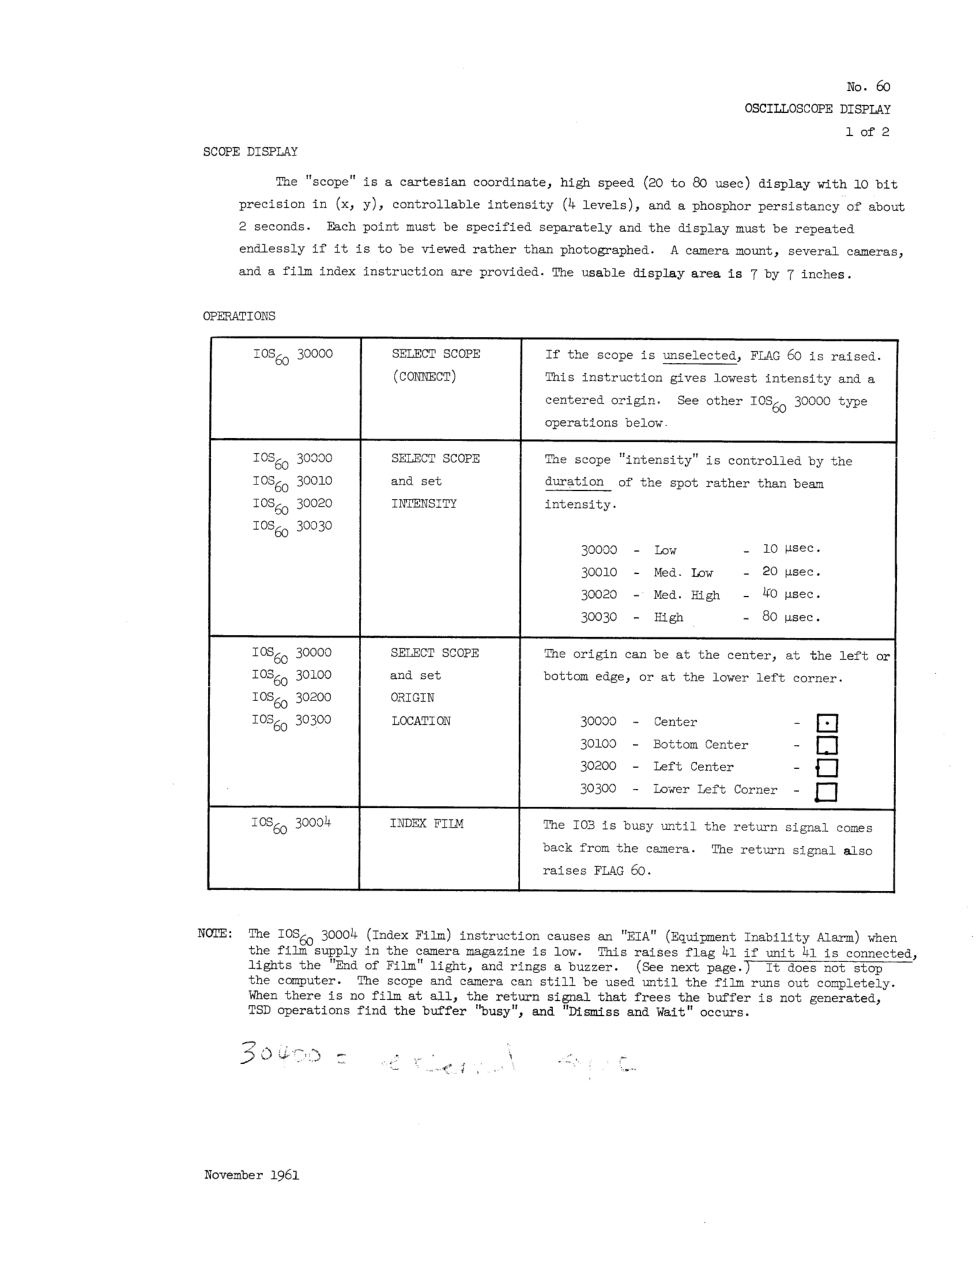 No. 60
OSCILLOSCOPE DISPLAY
1 of 2
SCOPE DISPLAY
The "scope" is a cartesian coordinate, high speed (20 to 80 usec) display with 10 bit
precision in (x, y), controllable intensity (4 levels), and a phosphor persistancy of about
2 seconds. Each point must be specified separately and the display must be repeated
endlessly if it is to be viewed rather than photographed. A camera mount, several cameras,
and a film index instruction are provided. The usable display area is 7 by 7 inches.
OPERATIONS
IOS60 30000
SELECT SCOPE
(CONNECT)
If the scope is unselected, FLAG 60 is raised.
This instruction gives lowest intensity and a
centered origin. See other IOS60 30000 type
operations below.
IOS60 30000
IOS60 30010
IOS60 30020
IOS60 30030
SELECT SCOPE
and set
INTENSITY
The scope "intensity" is controlled by the
duration of the spot rather than beam
intensity.
30000 - Low - 10 μsec.
30010 - Med. Low - 20 μsec.
30020 - Med. High - 40 μsec.
30030 - High - 80 μsec.
IOS60 30000
IOS60 30100
IOS60 30200
IOS60 30300
SELECT SCOPE
and set
ORIGIN
LOCATION
The origin can be at the center, at the left or
bottom edge, or at the lower left corner.
30000 - Center -
30100 - Bottom Center -
30200 - Left Center -
30300 - Lower Left Corner -
IOS60 30004
INDEX FILM
The IOB is busy until the return signal comes
back from the camera. The return signal also
raises FLAG 60.
NOTE: The IOS60 30004 (Index Film) instruction causes an "EIA" (Equipment Inability Alarm) when
the film supply in the camera magazine is low. This raises flag 41 if unit 41 is connected,
lights the "End of Film" light, and rings a buzzer. (See next page.) It does not stop
the computer. The scope and camera can still be used until the film runs out completely.
When there is no film at all, the return signal that frees the buffer is not generated,
TSD operations find the buffer "busy", and "Dismiss and Wait" occurs.
30400 = external
November 1961